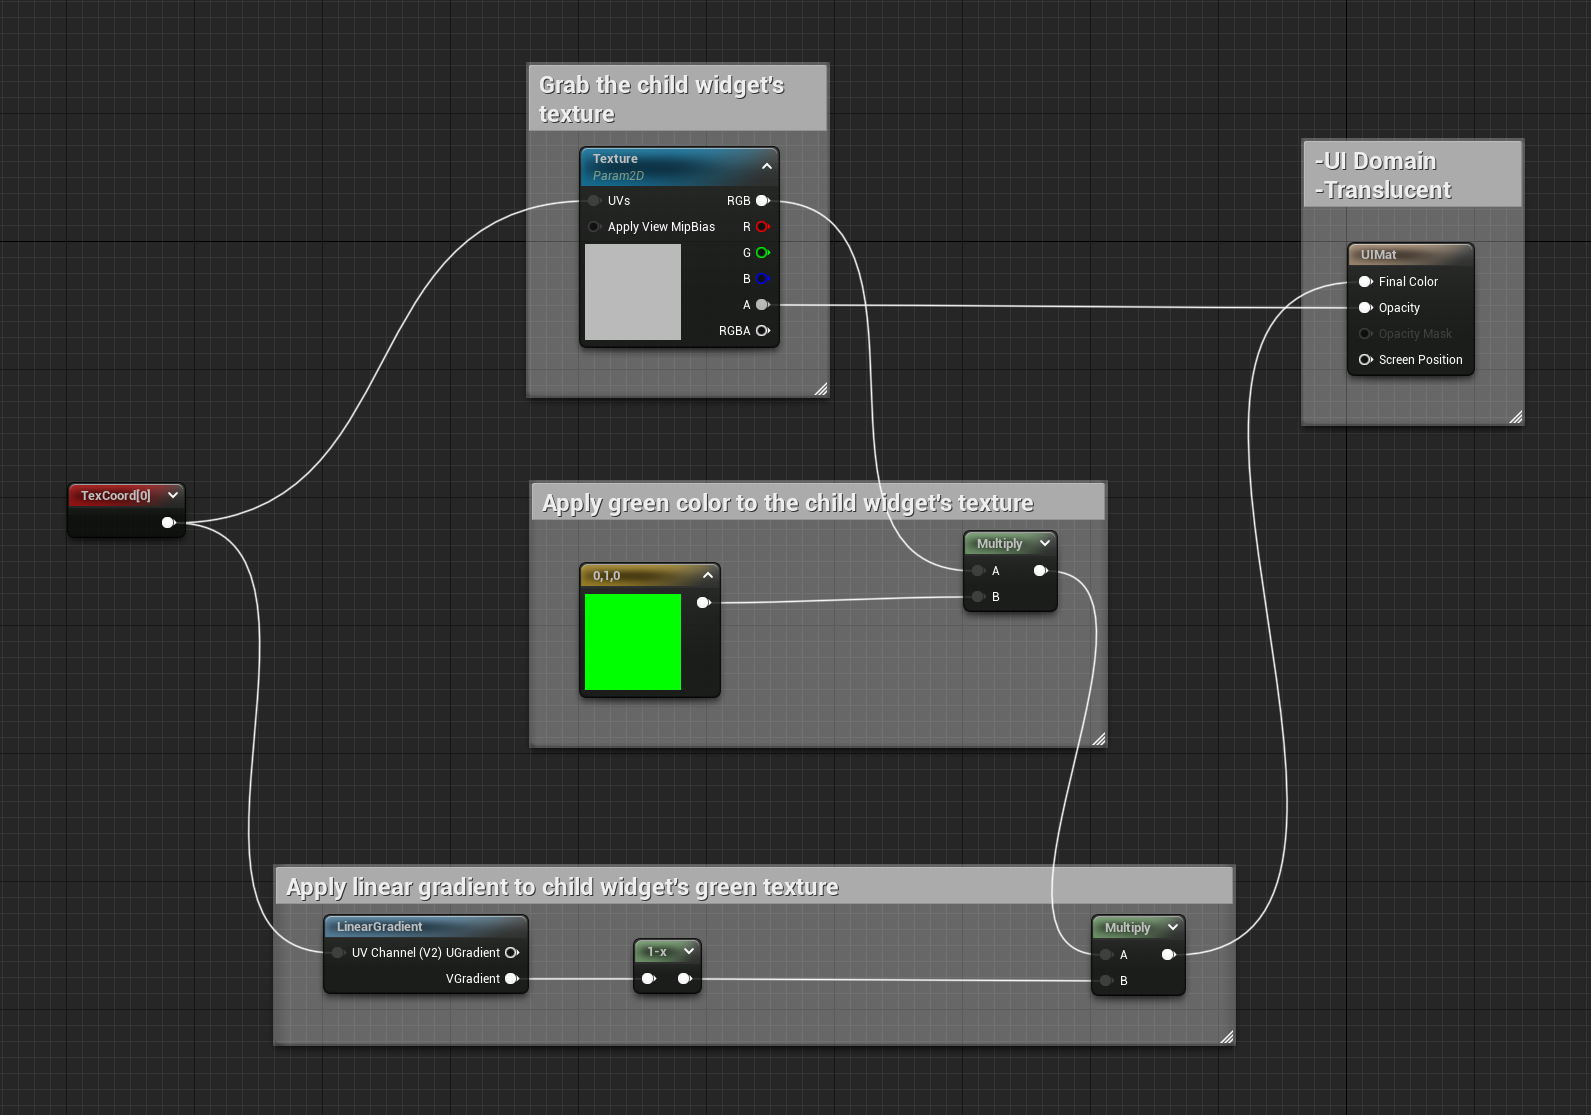 Grab the child widget's
texture
Texture
Param2D
UVs
RGB
Apply View MipBias
R
G
B
A
RGBA
-UI Domain
-Translucent
UIMat
Final Color
Opacity
Opacity Mask
Screen Position
TexCoord[0]
Apply green color to the child widget's texture
0,1,0
Multiply
A
B
Apply linear gradient to child widget's green texture
LinearGradient
UV Channel (V2) UGradient
VGradient
1-x
Multiply
A
B